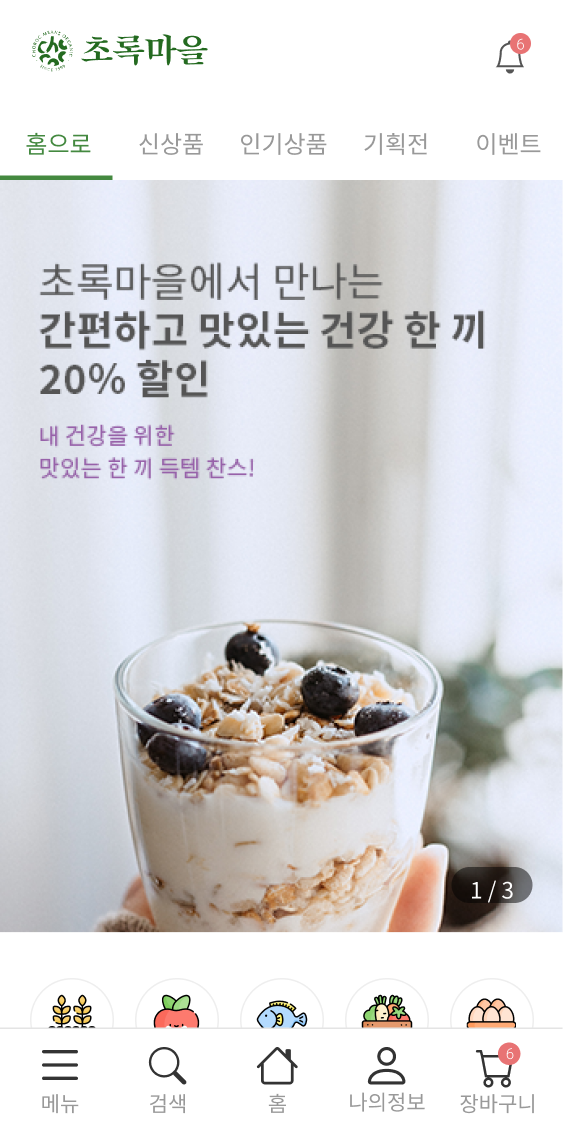 초록마을
6
홈으로 신상품 인기상품 기획전 이벤트
초록마을에서 만나는
간편하고 맛있는 건강 한 끼
20% 할인
내 건강을 위한
맛있는 한 끼 득템 찬스!
1 / 3
6
메뉴 검색 홈 나의정보 장바구니